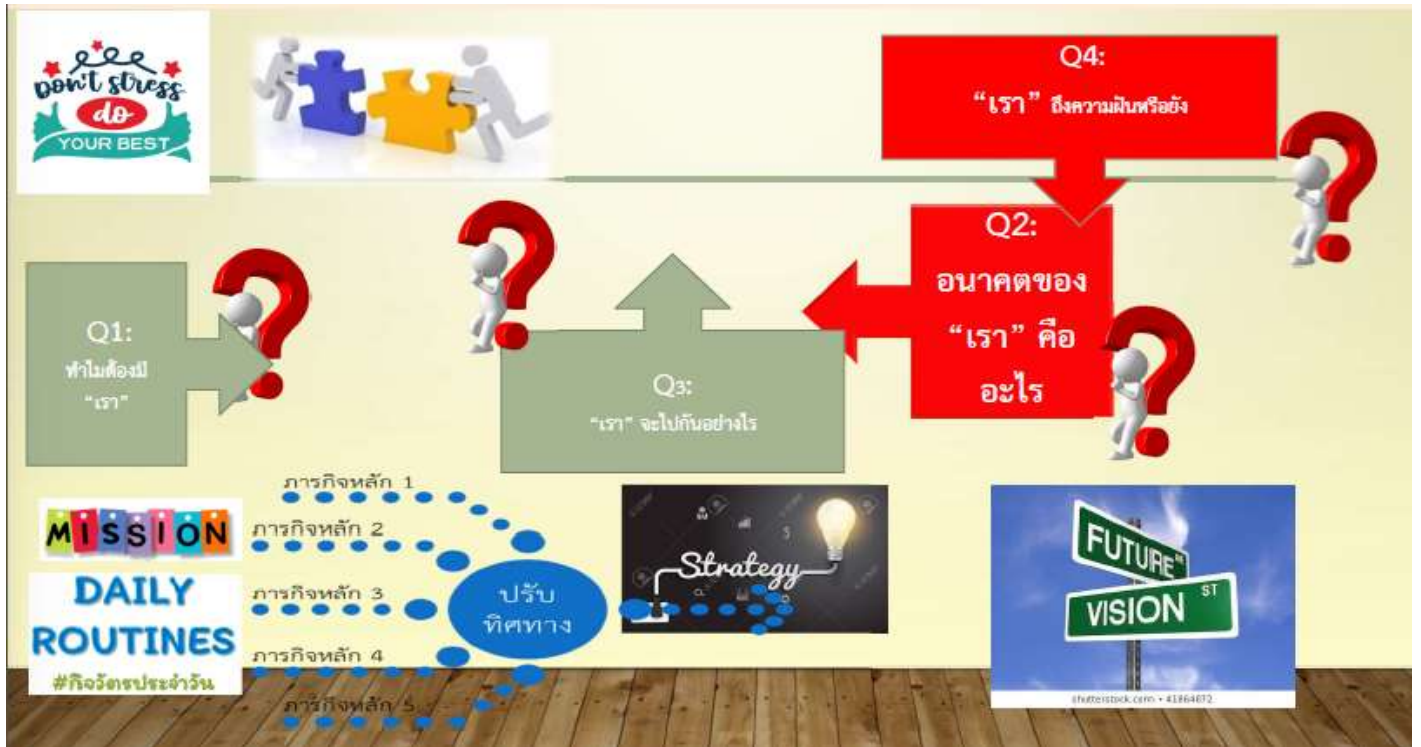 Don't stress
do
YOUR BEST
Q4:
“เรา” ถึงความฝันหรือยัง
Q2:
อนาคตของ
“เรา” คือ
อะไร
Q1:
ทำไมต้องมี
“เรา”
Q3:
“เรา” จะไปกันอย่างไร
MISSION
DAILY
ROUTINES
#กิจวัตรประจำวัน
ภารกิจหลัก 1
ภารกิจหลัก 2
ภารกิจหลัก 3
ภารกิจหลัก 4
ภารกิจหลัก 5
ปรับ
ทิศทาง
Strategy
FUTURE
VISION ST
shutterstock.com • 41864672